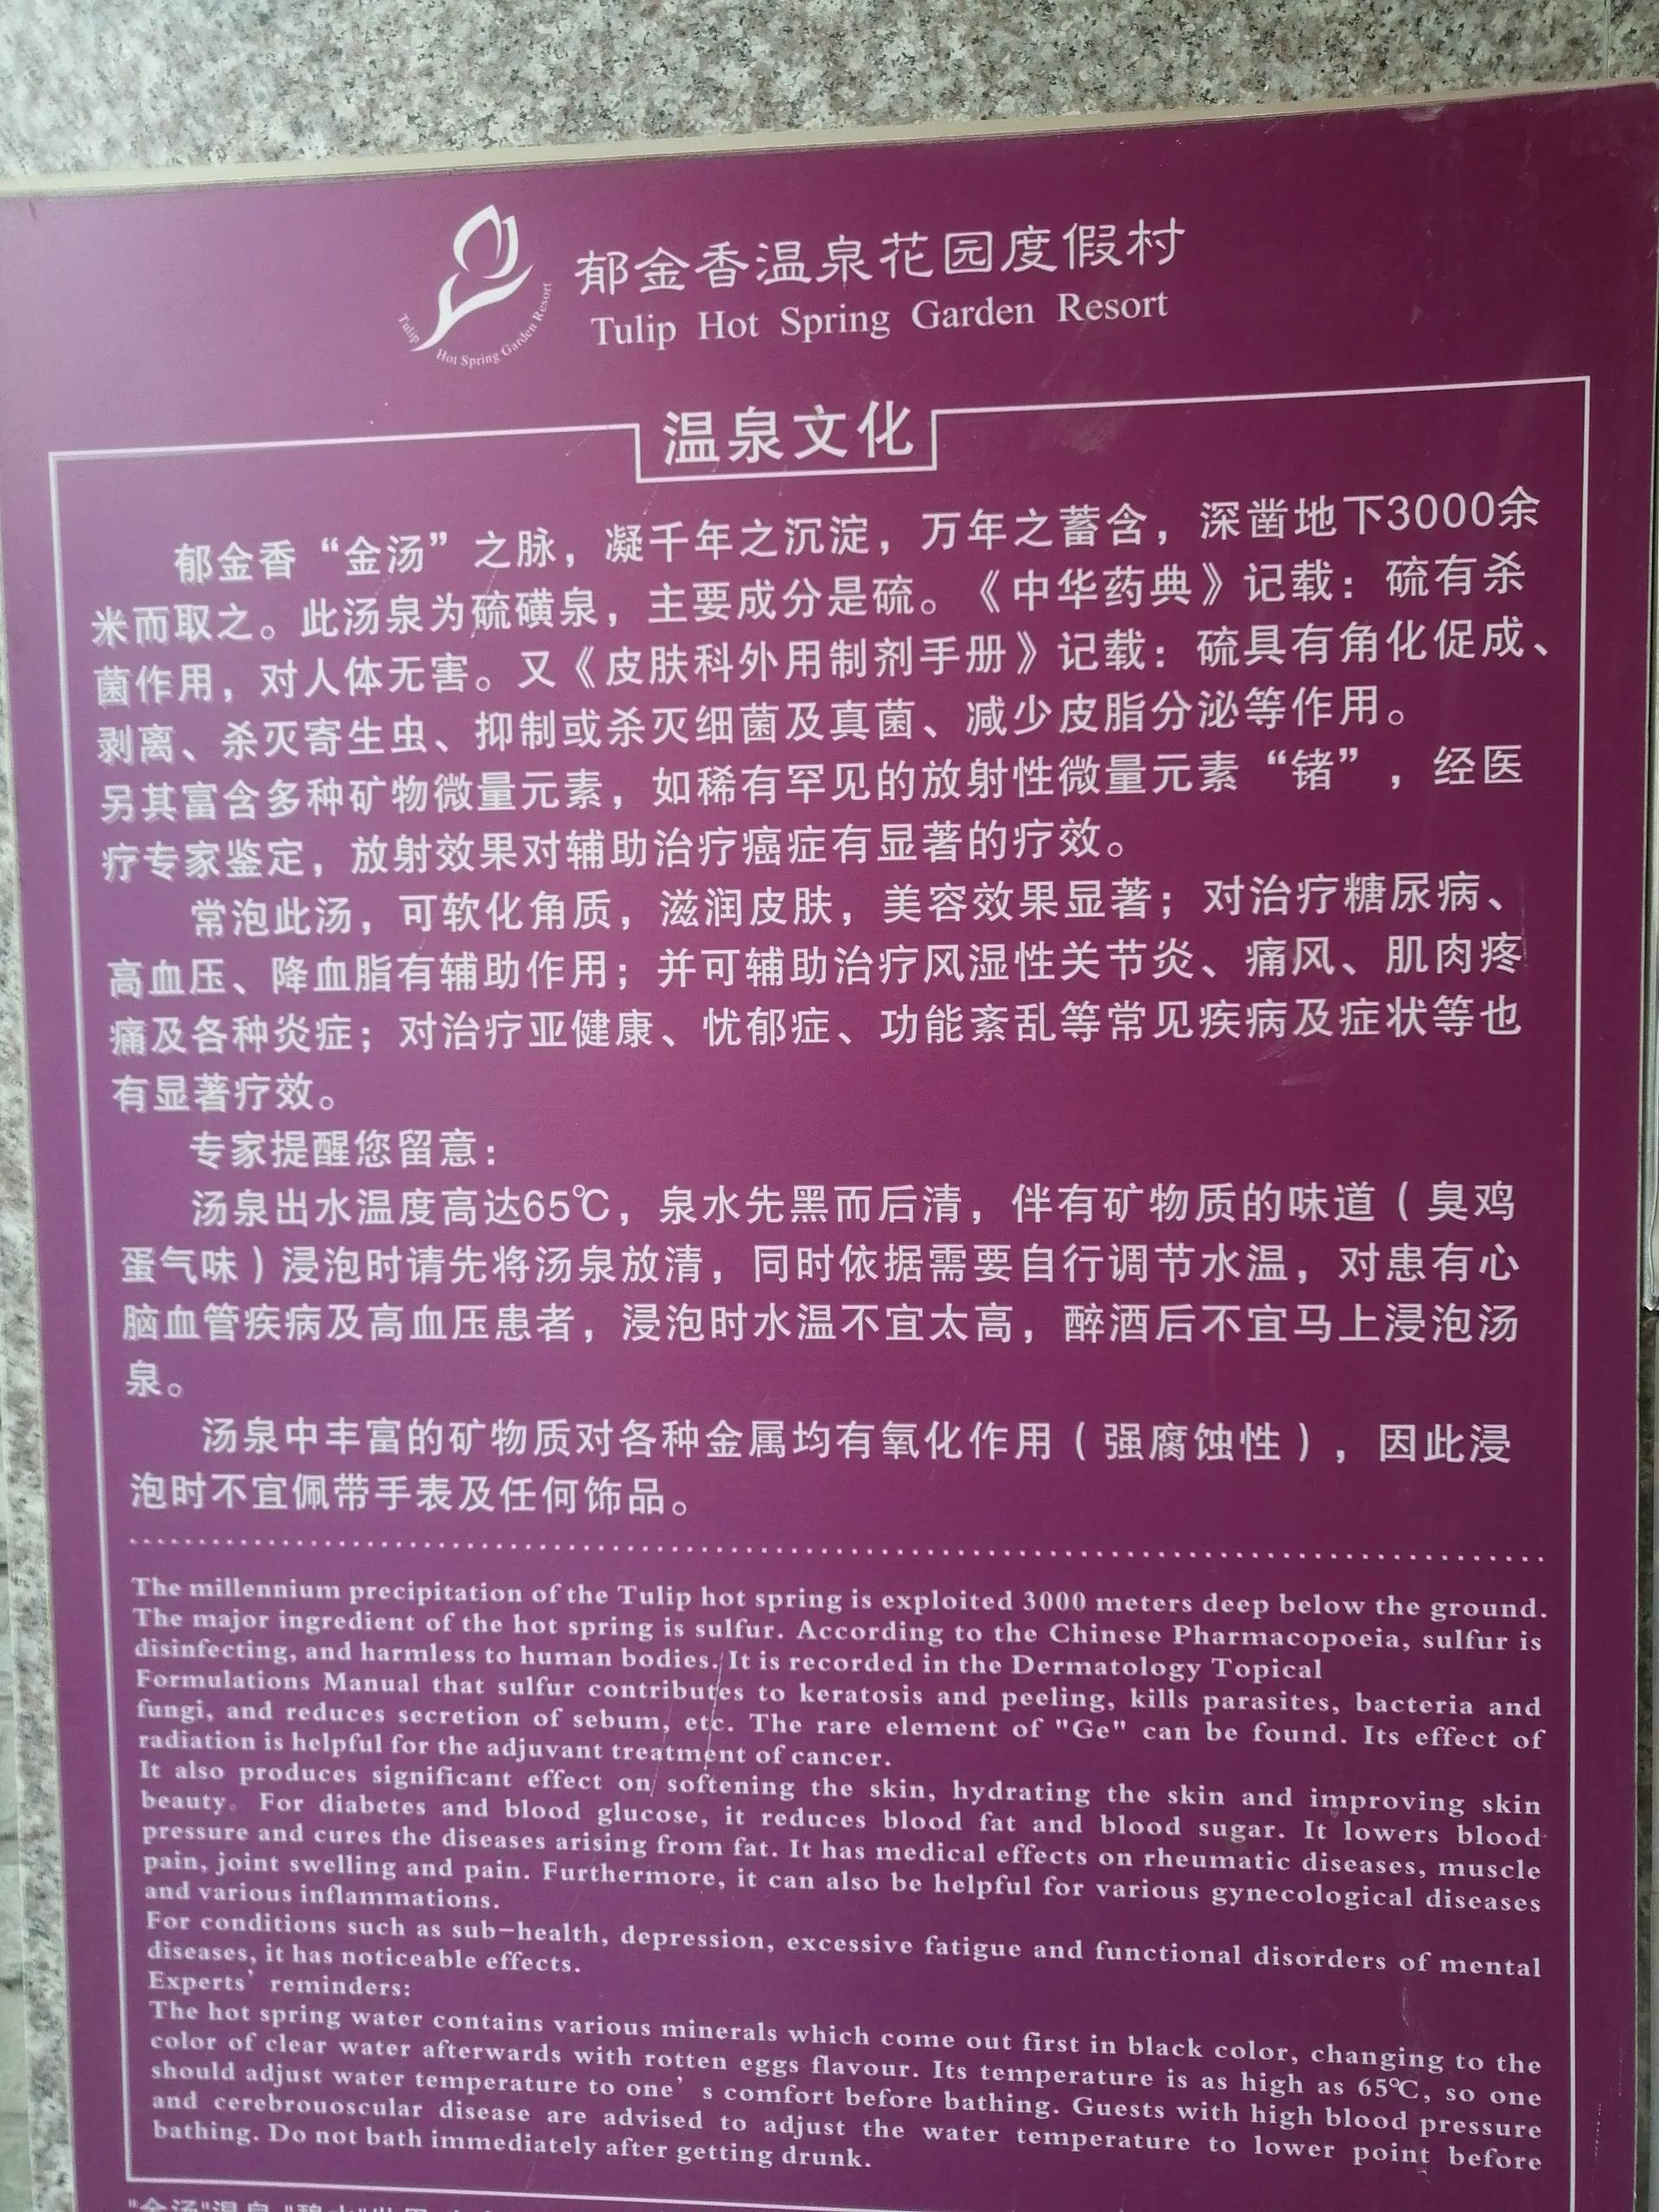 郁金香温泉花园度假村
Tulip Hot Spring Garden Resort
Tulip Hot Spring Garden Resort
温泉文化
郁金香“金汤”之脉，凝千年之沉淀，万年之蓄含，深凿地下3000余
米而取之。此汤泉为硫磺泉，主要成分是硫。《中华药典》记载：硫有杀
菌作用，对人体无害。又《皮肤科外用制剂手册》记载：硫具有角化促成、
剥离、杀灭寄生虫、抑制或杀灭细菌及真菌、减少皮脂分泌等作用。
另其富含多种矿物微量元素，如稀有罕见的放射性微量元素“锗”，经医
疗专家鉴定，放射效果对辅助治疗癌症有显著的疗效。
常泡此汤，可软化角质，滋润皮肤，美容效果显著；对治疗糖尿病、
高血压、降血脂有辅助作用；并可辅助治疗风湿性关节炎、痛风、肌肉疼
痛及各种炎症；对治疗亚健康、忧郁症、功能紊乱等常见疾病及症状等也
有显著疗效。
专家提醒您留意：
汤泉出水温度高达65℃，泉水先黑而后清，伴有矿物质的味道（臭鸡
蛋气味）浸泡时请先将汤泉放清，同时依据需要自行调节水温，对患有心
脑血管疾病及高血压患者，浸泡时水温不宜太高，醉酒后不宜马上浸泡汤
泉。
汤泉中丰富的矿物质对各种金属均有氧化作用（强腐蚀性），因此浸
泡时不宜佩带手表及任何饰品。
The millennium precipitation of the Tulip hot spring is exploited 3000 meters deep below the ground.
The major ingredient of the hot spring is sulfur. According to the Chinese Pharmacopoeia, sulfur is
disinfecting, and harmless to human bodies. It is recorded in the Dermatology Topical
Formulations Manual that sulfur contributes to keratosis and peeling, kills parasites, bacteria and
fungi, and reduces secretion of sebum, etc. The rare element of "Ge" can be found. Its effect of
radiation is helpful for the adjuvant treatment of cancer.
It also produces significant effect on softening the skin, hydrating the skin and improving skin
beauty。For diabetes and blood glucose, it reduces blood fat and blood sugar. It lowers blood
pressure and cures the diseases arising from fat. It has medical effects on rheumatic diseases, muscle
pain, joint swelling and pain. Furthermore, it can also be helpful for various gynecological diseases
and various inflammations.
For conditions such as sub-health, depression, excessive fatigue and functional disorders of mental
diseases, it has noticeable effects.
Experts’ reminders:
The hot spring water contains various minerals which come out first in black color, changing to the
color of clear water afterwards with rotten eggs flavour. Its temperature is as high as 65℃, so one
should adjust water temperature to one’s comfort before bathing. Guests with high blood pressure
and cerebrouoscular disease are advised to adjust the water temperature to lower point before
bathing. Do not bath immediately after getting drunk.